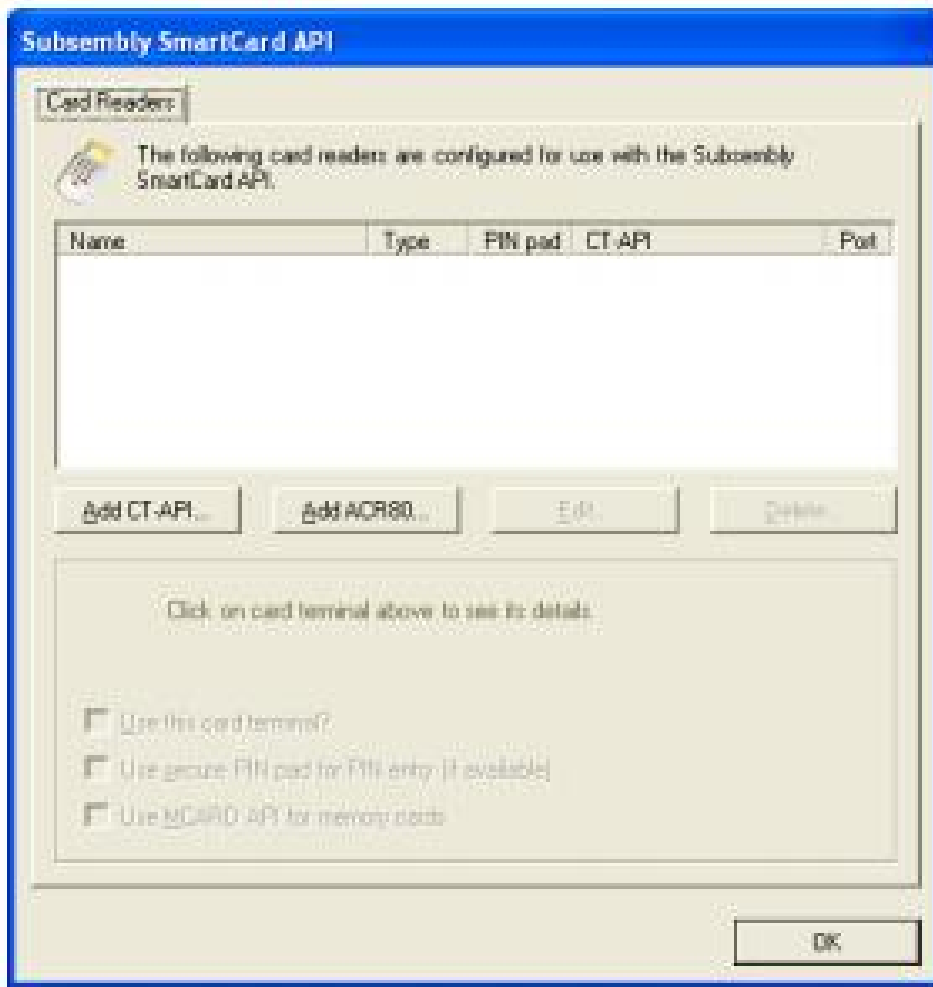 Subsembly SmartCard API
Card Readers
The following card readers are configured for use with the Subsembly
SmartCard API.
Name Type PIN pad CT-API Port
Add CT-API... Add ACR80... Edit... Delete...
Click on card terminal above to see its details.
Use this card terminal?
Use secure PIN pad for PIN entry (if available)
Use MCARD API for memory cards
OK